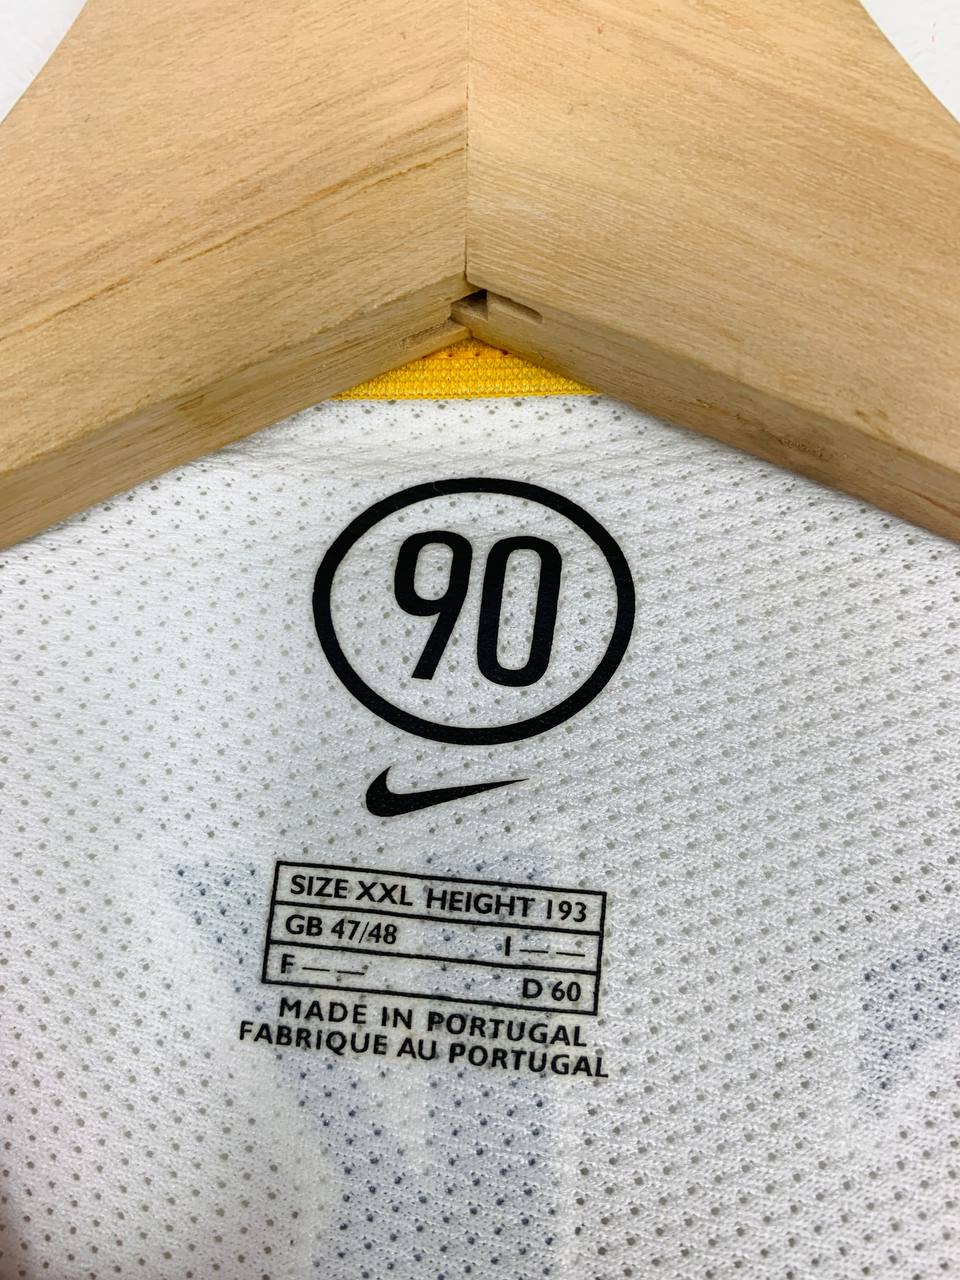 90
SIZE XXL HEIGHT 193
GB 47/48 I — —
F — — D 60
MADE IN PORTUGAL
FABRIQUE AU PORTUGAL